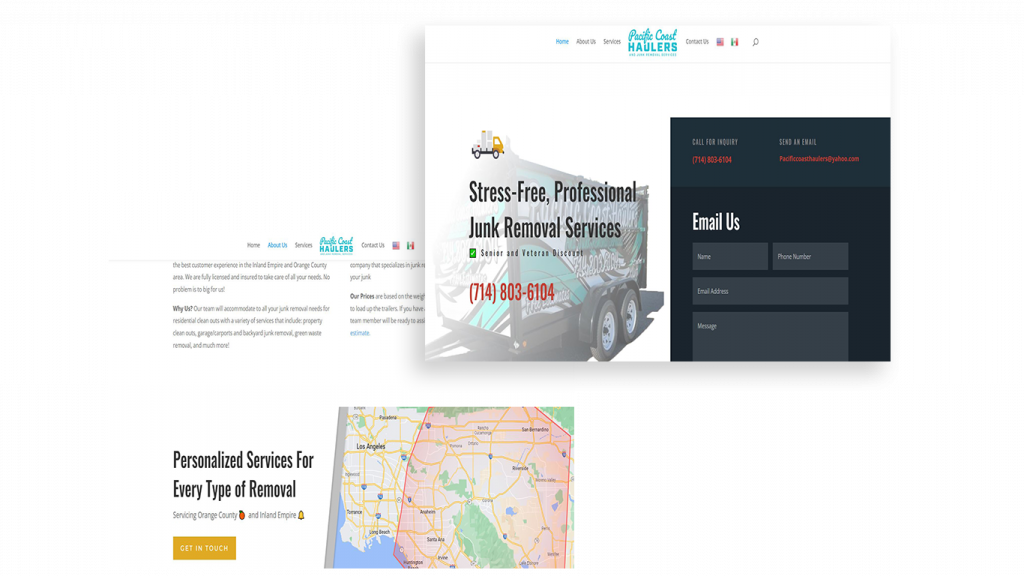 Home About Us Services Pacific Coast HAULERS Contact Us
AND JUNK REMOVAL SERVICES
CALL FOR INQUIRY
(714) 803-6104
SEND AN EMAIL
Pacificcoasthaulers@yahoo.com
Stress-Free, Professional
Junk Removal Services
Senior and Veteran Discount
(714) 803-6104
Email Us
Name
Phone Number
Email Address
Message
Home About Us Services Pacific Coast HAULERS Contact Us
the best customer experience in the Inland Empire and Orange County
area. We are fully licensed and insured to take care of all your needs. No
problem is to big for us!
Why Us? Our team will accommodate to all your junk removal needs for
residential clean outs with a variety of services that include: property
clean outs, garage/carports and backyard junk removal, green waste
removal, and much more!
company that specializes in junk
your junk
Our Prices are based on the
to load up the trailers. If you have
team member will be ready to
estimate.
Personalized Services For
Every Type of Removal
Servicing Orange County and Inland Empire
GET IN TOUCH
Pasadena
Los Angeles
San Bernardino
Rancho
Cucamonga
Ontario
Riverside
Corona
Torrance
Anaheim
Long Beach
Santa Ana
Irvine
Huntington